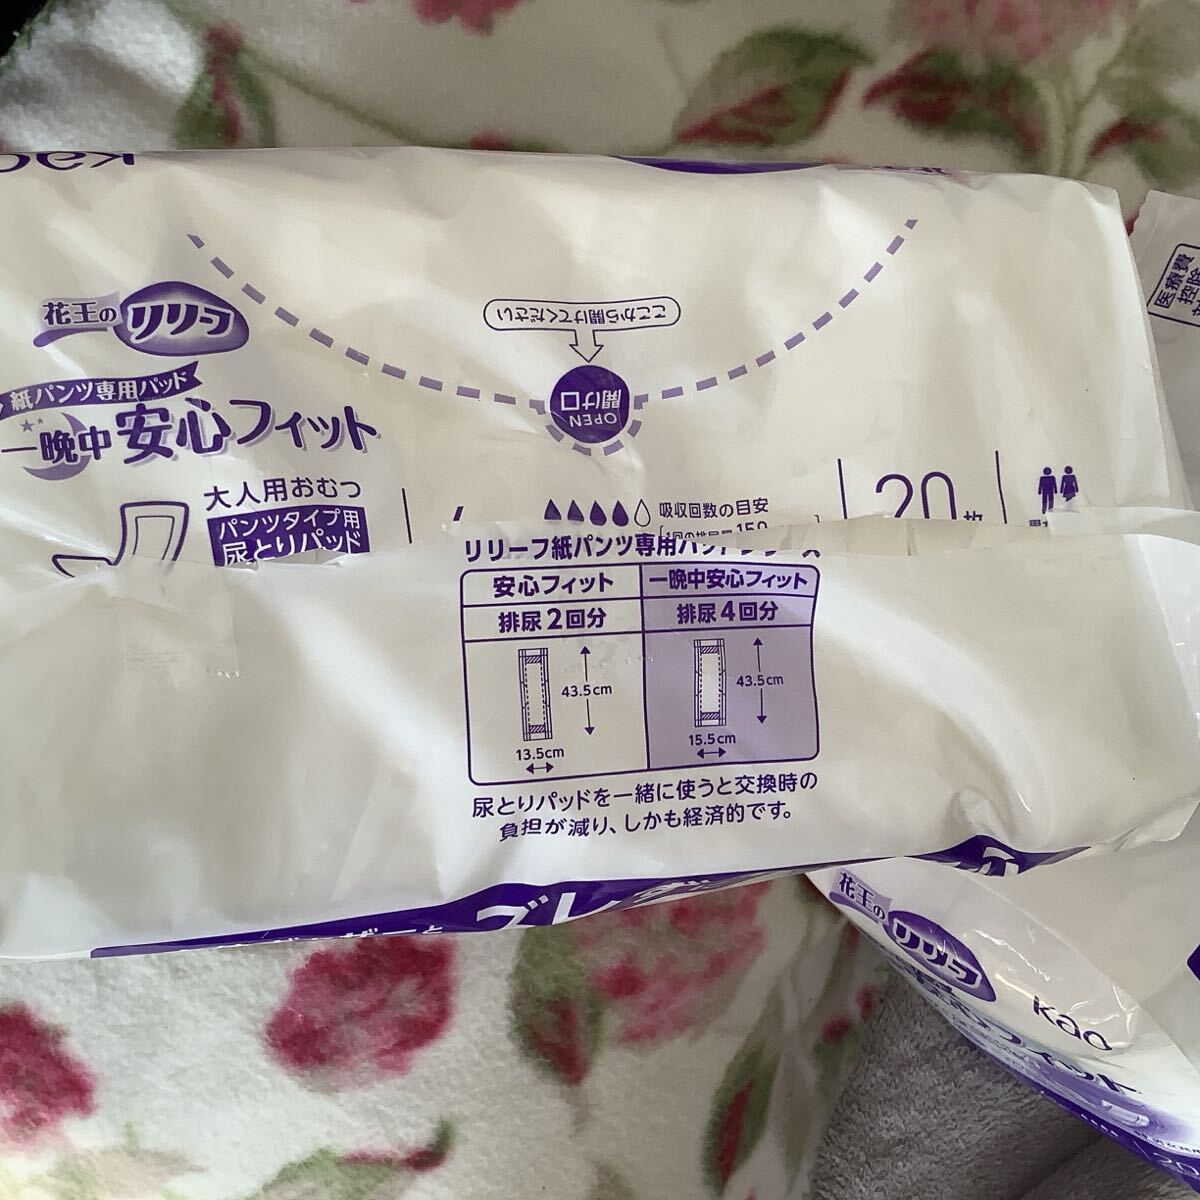 花王の
リリーフ
紙パンツ専用パッド
一晩中 安心フィット
大人用おむつ
パンツタイプ用
尿とりパッド
ここから開けてください
OPEN
開け口
吸収回数の目安
20枚
リリーフ紙パンツ専用パッドシリーズ
安心フィット
一晩中安心フィット
排尿2回分
排尿4回分
43.5cm
13.5cm
43.5cm
15.5cm
尿とりパッドを一緒に使うと交換時の
負担が減り、しかも経済的です。
医療費
控除
花王の
リリーフ
Kao